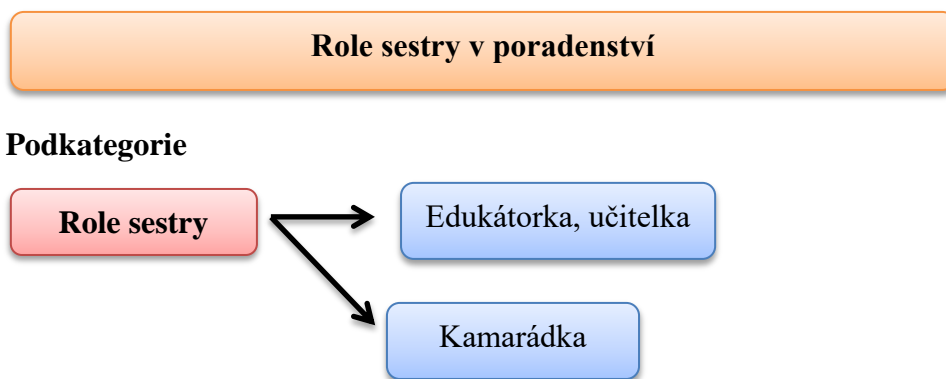 Role sestry v poradenství
Podkategorie
Role sestry
Edukátorka, učitelka
Kamarádka